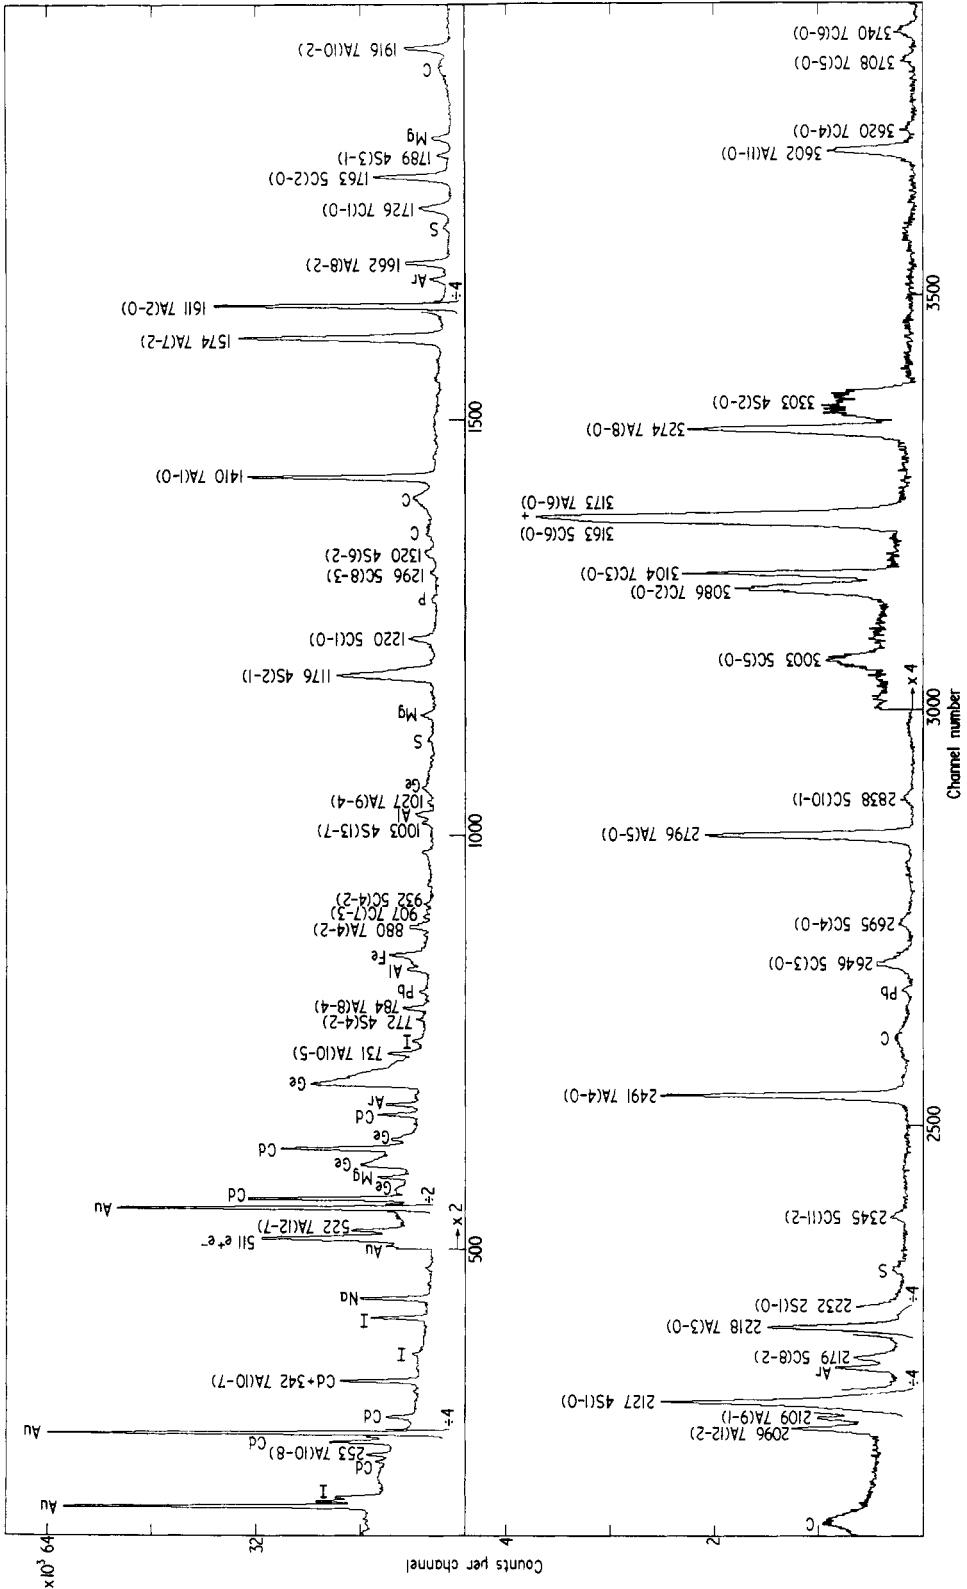 ×10³ 64
32
Counts per channel
Au
I
Cd
253 7A(10-8)
Cd
Au
÷4
Cd
Cd+342 7A(10-7)
I
I
Na
500
× 2
Au
511 e⁺e⁻
522 7A(12-7)
Au
÷2
Cd
Ge
Mg
Ge
Cd
Ge
Cd
Ar
Ge
731 7A(10-5)
I
772 4S(4-2)
784 7A(8-4)
Pb
Al
Fe
880 7A(4-2)
907 7C(7-3)
932 5C(4-2)
1000
1003 4S(13-7)
Al
1027 7A(9-4)
Ge
S
Mg
1176 4S(2-1)
1220 5C(1-0)
P
1296 5C(8-3)
1320 4S(6-2)
C
C
1410 7A(1-0)
1500
1574 7A(7-2)
1611 7A(2-0)
÷4
Ar
1662 7A(8-2)
S
1726 7C(1-0)
1763 5C(2-0)
1789 4S(3-1)
Mg
C
1916 7A(10-2)
4
2
C
2096 7A(12-2)
2109 7A(9-1)
2127 4S(1-0)
÷4
Ar
2179 5C(8-2)
2218 7A(3-0)
÷4
2232 2S(1-0)
S
2345 5C(11-2)
2500
2491 7A(4-0)
C
Pb
2646 5C(3-0)
2695 5C(4-0)
2796 7A(5-0)
2838 5C(10-1)
3000
× 4
3003 5C(5-0)
3086 7C(2-0)
3104 7C(3-0)
3163 5C(6-0)
+
3173 7A(6-0)
3274 7A(8-0)
3303 4S(2-0)
3500
3602 7A(11-0)
3620 7C(4-0)
3708 7C(5-0)
3740 7C(6-0)
Channel number